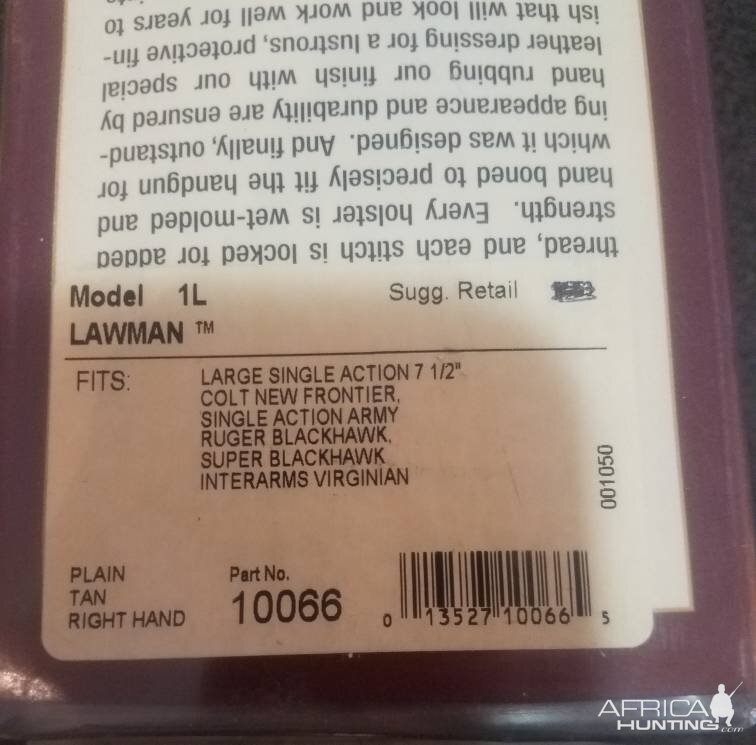 ish that will look and work well for years to
leather dressing for a lustrous, protective fin-
hand rubbing our finish with our special
ing appearance and durability are ensured by
which it was designed. And finally, outstand-
hand boned to precisely fit the handgun for
strength. Every holster is wet-molded and
thread, and each stitch is locked for added
Model 1L Sugg. Retail
LAWMAN ™
FITS: LARGE SINGLE ACTION 7 1/2"
COLT NEW FRONTIER,
SINGLE ACTION ARMY
RUGER BLACKHAWK,
SUPER BLACKHAWK
INTERARMS VIRGINIAN
001050
PLAIN
TAN
RIGHT HAND
Part No.
10066
0 13527 10066 5
AFRICA
HUNTING.com